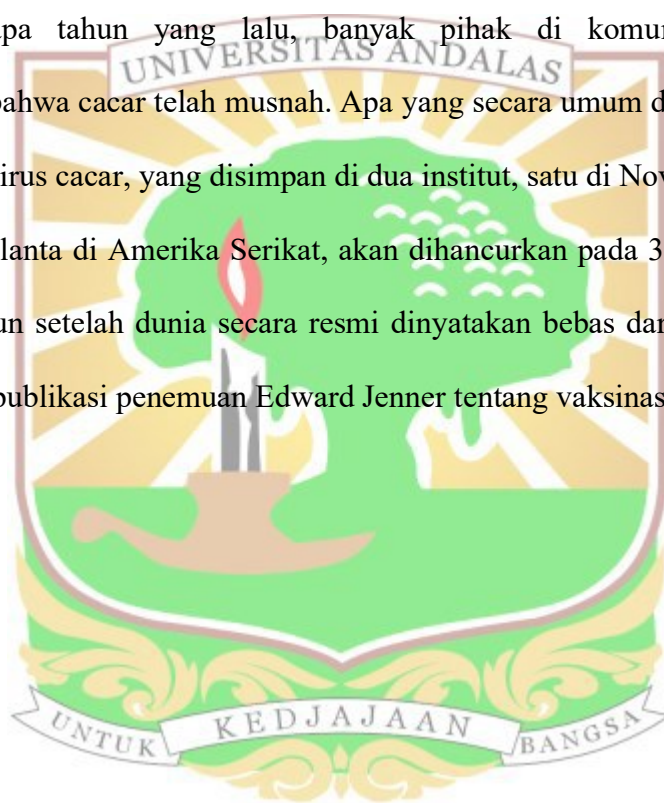 apa tahun yang lalu, banyak pihak di komun
UNIVERSITAS ANDALAS
bahwa cacar telah musnah. Apa yang secara umum d
irus cacar, yang disimpan di dua institut, satu di Nov
lanta di Amerika Serikat, akan dihancurkan pada 3
un setelah dunia secara resmi dinyatakan bebas dar
publikasi penemuan Edward Jenner tentang vaksinas
UNTUK KEDJAJAAN BANGSA